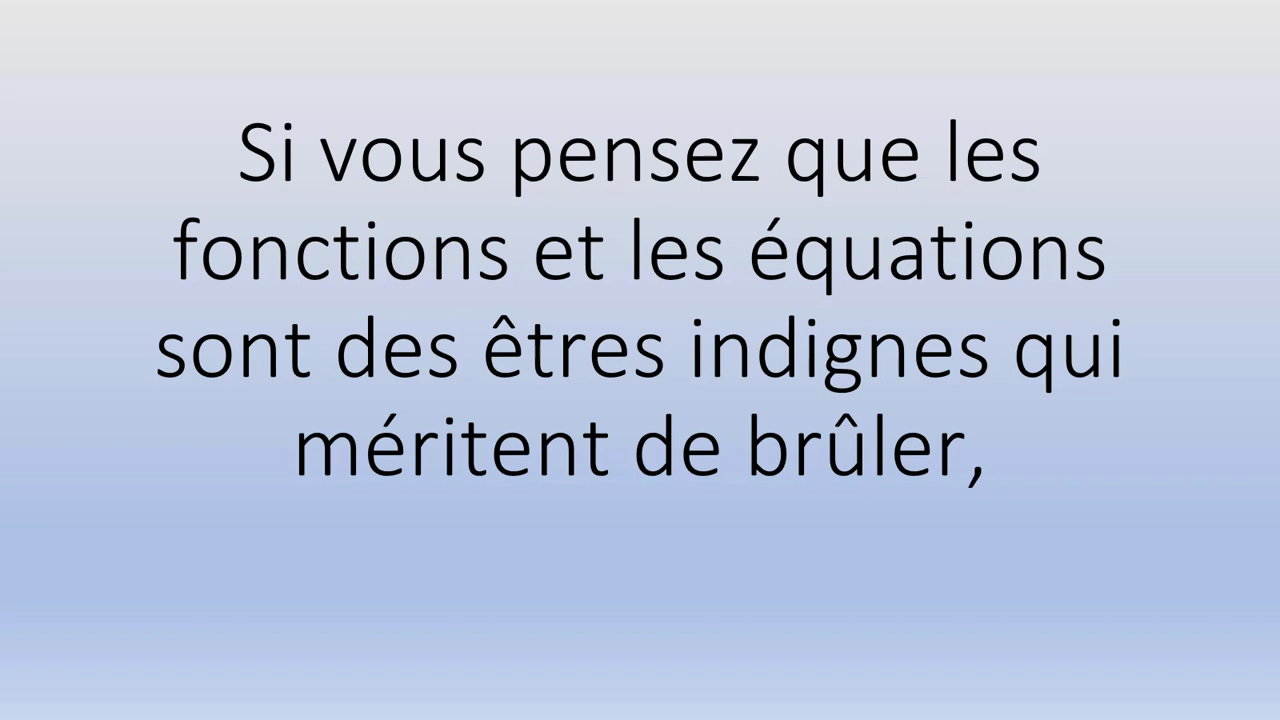 Si vous pensez que les
fonctions et les équations
sont des êtres indignes qui
méritent de brûler,